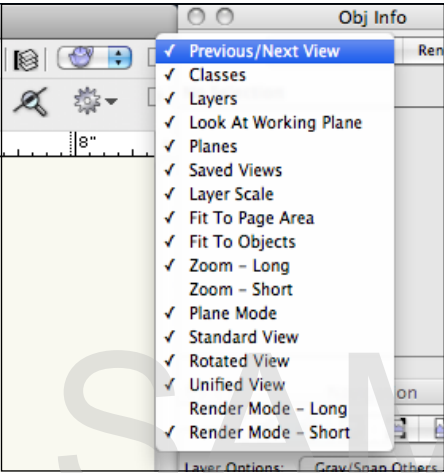 Obj Info
Ren
✓ Previous/Next View
✓ Classes
✓ Layers
✓ Look At Working Plane
✓ Planes
8"
✓ Saved Views
✓ Layer Scale
✓ Fit To Page Area
✓ Fit To Objects
✓ Zoom – Long
Zoom – Short
✓ Plane Mode
✓ Standard View
✓ Rotated View
✓ Unified View
Render Mode – Long
✓ Render Mode – Short
on
Layer Options: Gray/Snap Others
SAM